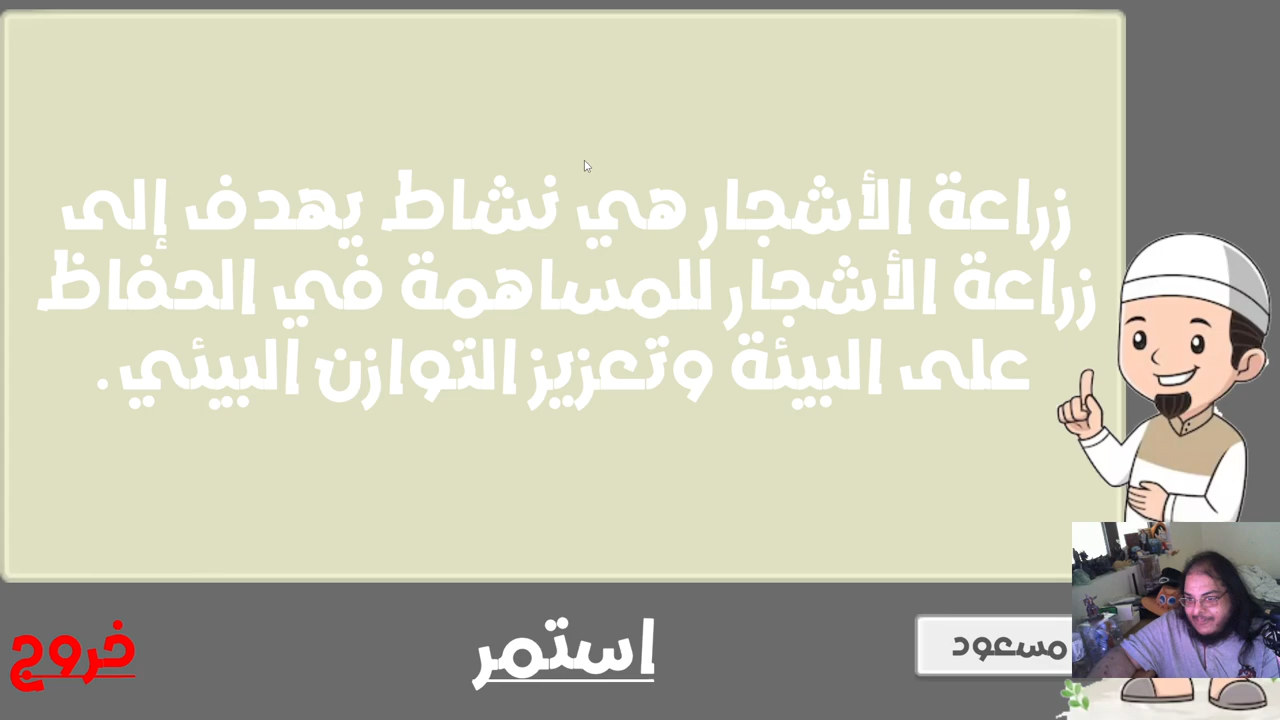 زراعة الأشجار هي نشاط يهدف إلى
زراعة الأشجار للمساهمة في الحفاظ
على البيئة وتعزيز التوازن البيئي.
مسعود
استمر
خروج